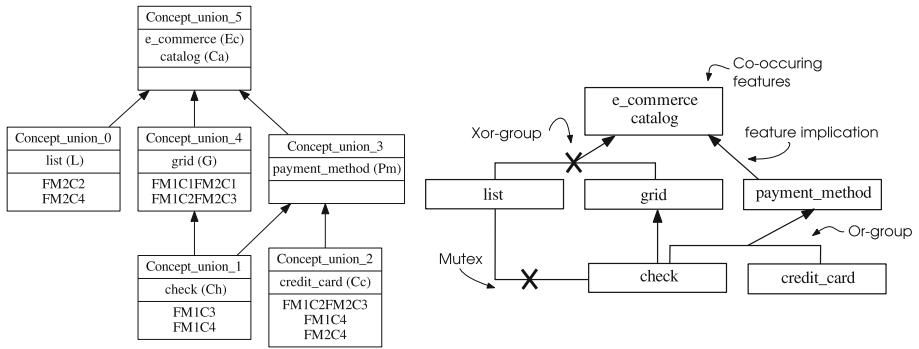 Concept_union_5
e_commerce (Ec)
catalog (Ca)
Concept_union_0
list (L)
FM2C2
FM2C4
Concept_union_4
grid (G)
FM1C1FM2C1
FM1C2FM2C3
Concept_union_3
payment_method (Pm)
Concept_union_1
check (Ch)
FM1C3
FM1C4
Concept_union_2
credit_card (Cc)
FM1C2FM2C3
FM1C4
FM2C4
Co-occuring
features
e_commerce
catalog
Xor-group
feature implication
list
grid
payment_method
Or-group
Mutex
check
credit_card